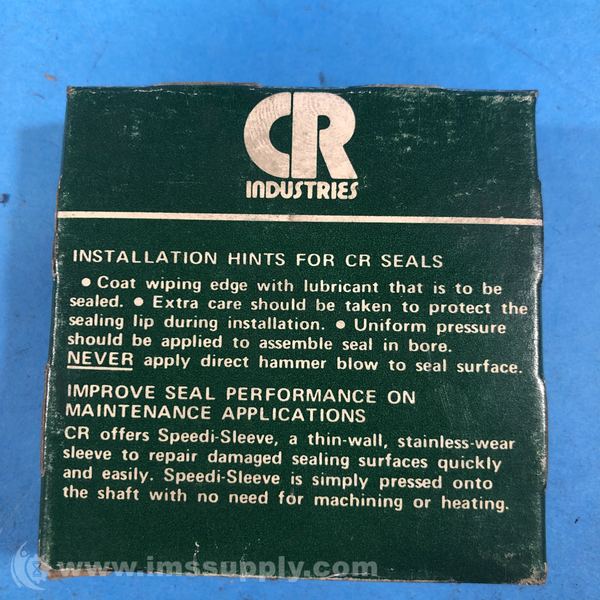 CR
INDUSTRIES
INSTALLATION HINTS FOR CR SEALS
• Coat wiping edge with lubricant that is to be
sealed. • Extra care should be taken to protect the
sealing lip during installation. • Uniform pressure
should be applied to assemble seal in bore.
NEVER apply direct hammer blow to seal surface.
IMPROVE SEAL PERFORMANCE ON
MAINTENANCE APPLICATIONS
CR offers Speedi-Sleeve, a thin-wall, stainless-wear
sleeve to repair damaged sealing surfaces quickly
and easily. Speedi-Sleeve is simply pressed onto
the shaft with no need for machining or heating.
www.imssupply.com